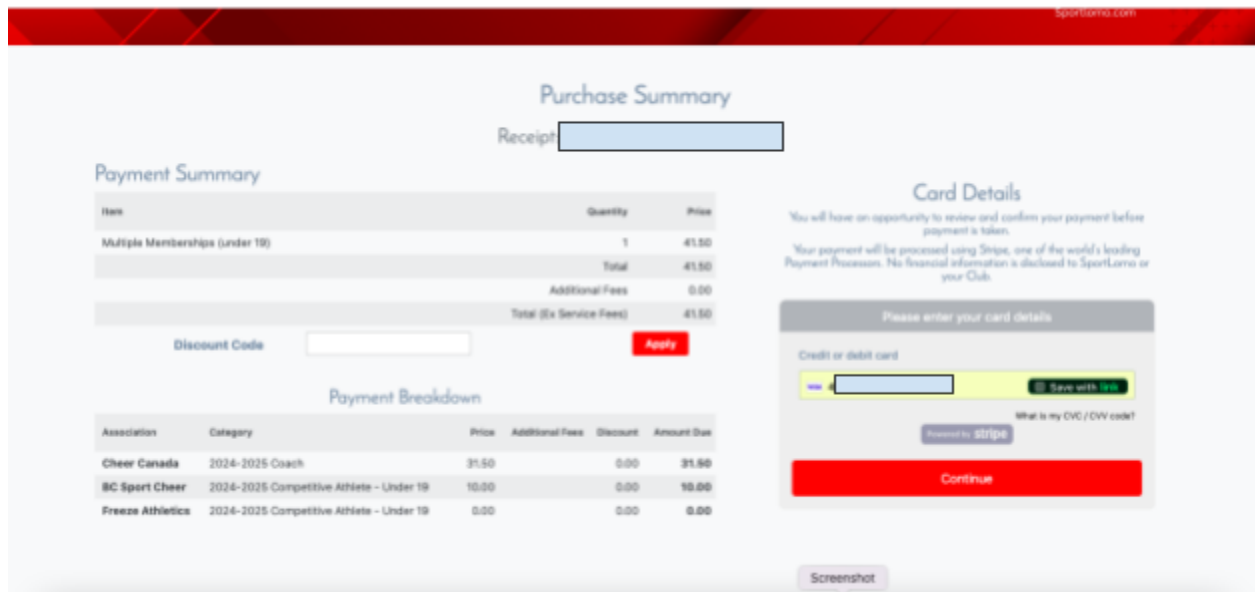 Sportlomo.com
Purchase Summary
Receipt:
Payment Summary
Item Quantity Price
Multiple Memberships (under 19) 1 41.50
Total 41.50
Additional Fees 0.00
Total (Ex Service Fees) 41.50
Discount Code Apply
Payment Breakdown
Association Category Price Additional Fees Discount Amount Due
Cheer Canada 2024-2025 Coach 31.50 0.00 31.50
BC Sport Cheer 2024-2025 Competitive Athlete - Under 19 10.00 0.00 10.00
Freeze Athletics 2024-2025 Competitive Athlete - Under 19 0.00 0.00 0.00
Card Details
You will have an opportunity to review and confirm your payment before
payment is taken.
Your payment will be processed using Stripe, one of the world's leading
Payment Processors. No financial information is disclosed to SportLomo or
your Club.
Please enter your card details
Credit or debit card
VISA 4
Save with link
What is my CVC / CVV code?
Powered by stripe
Continue
Screenshot